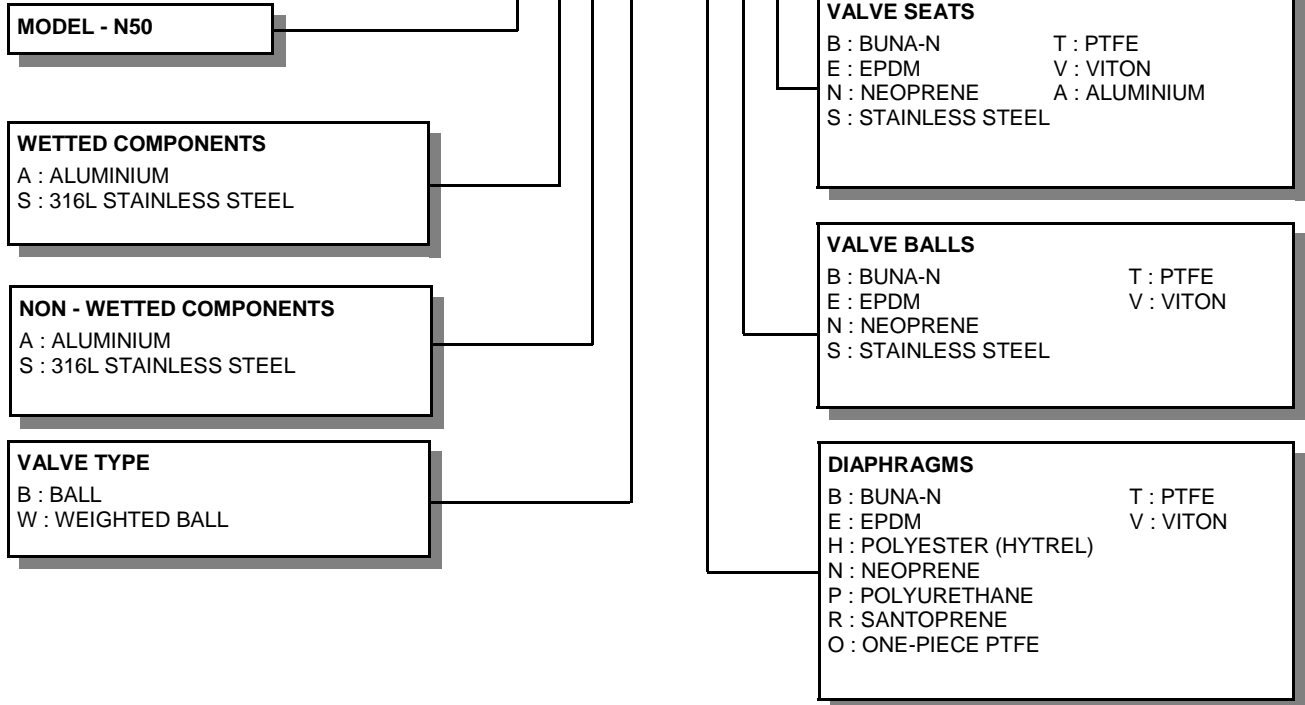 MODEL - N50
WETTED COMPONENTS
A : ALUMINIUM
S : 316L STAINLESS STEEL
NON - WETTED COMPONENTS
A : ALUMINIUM
S : 316L STAINLESS STEEL
VALVE TYPE
B : BALL
W : WEIGHTED BALL
VALVE SEATS
B : BUNA-N T : PTFE
E : EPDM V : VITON
N : NEOPRENE A : ALUMINIUM
S : STAINLESS STEEL
VALVE BALLS
B : BUNA-N T : PTFE
E : EPDM V : VITON
N : NEOPRENE
S : STAINLESS STEEL
DIAPHRAGMS
B : BUNA-N T : PTFE
E : EPDM V : VITON
H : POLYESTER (HYTREL)
N : NEOPRENE
P : POLYURETHANE
R : SANTOPRENE
O : ONE-PIECE PTFE